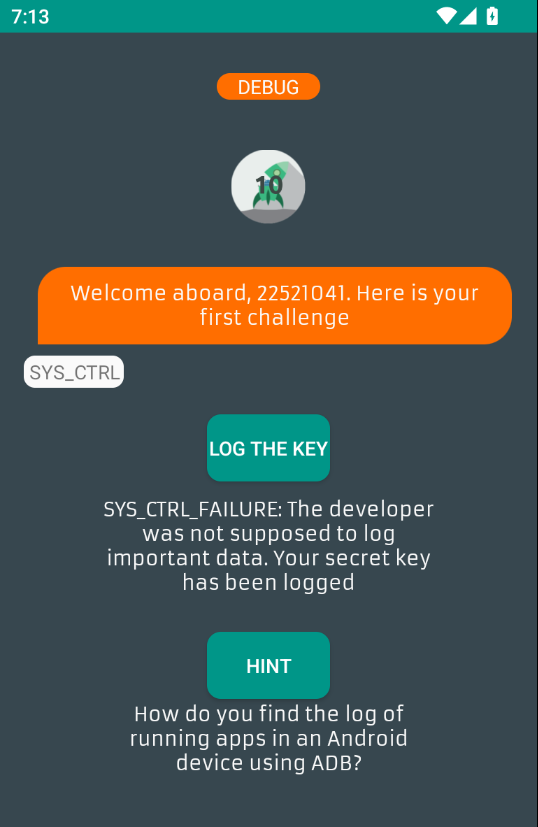 7:13
DEBUG
10
Welcome aboard, 22521041. Here is your
first challenge
SYS_CTRL
LOG THE KEY
SYS_CTRL_FAILURE: The developer
was not supposed to log
important data. Your secret key
has been logged
HINT
How do you find the log of
running apps in an Android
device using ADB?